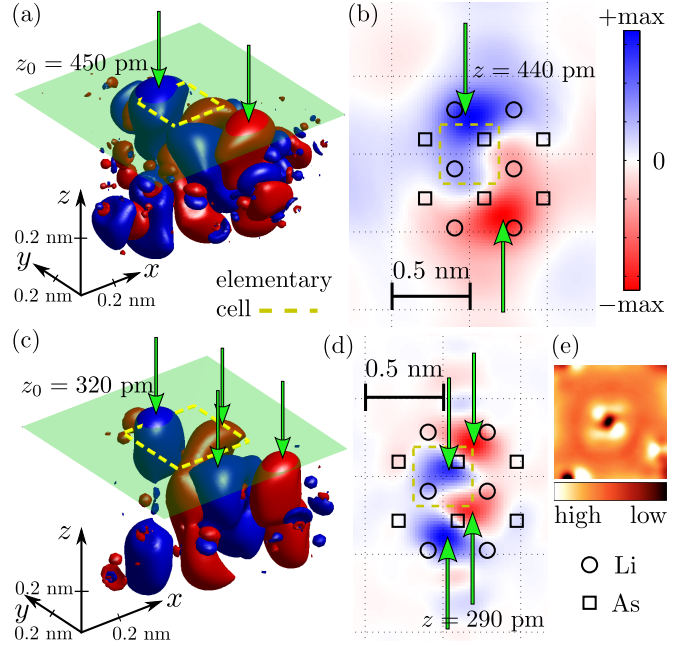 (a)
z₀ = 450 pm
z
0.2 nm
y
x
0.2 nm
0.2 nm
elementary
cell
(b)
z = 440 pm
0.5 nm
+max
0
−max
(c)
z₀ = 320 pm
z
0.2 nm
y
x
0.2 nm
0.2 nm
(d)
0.5 nm
z = 290 pm
(e)
high low
Li
As